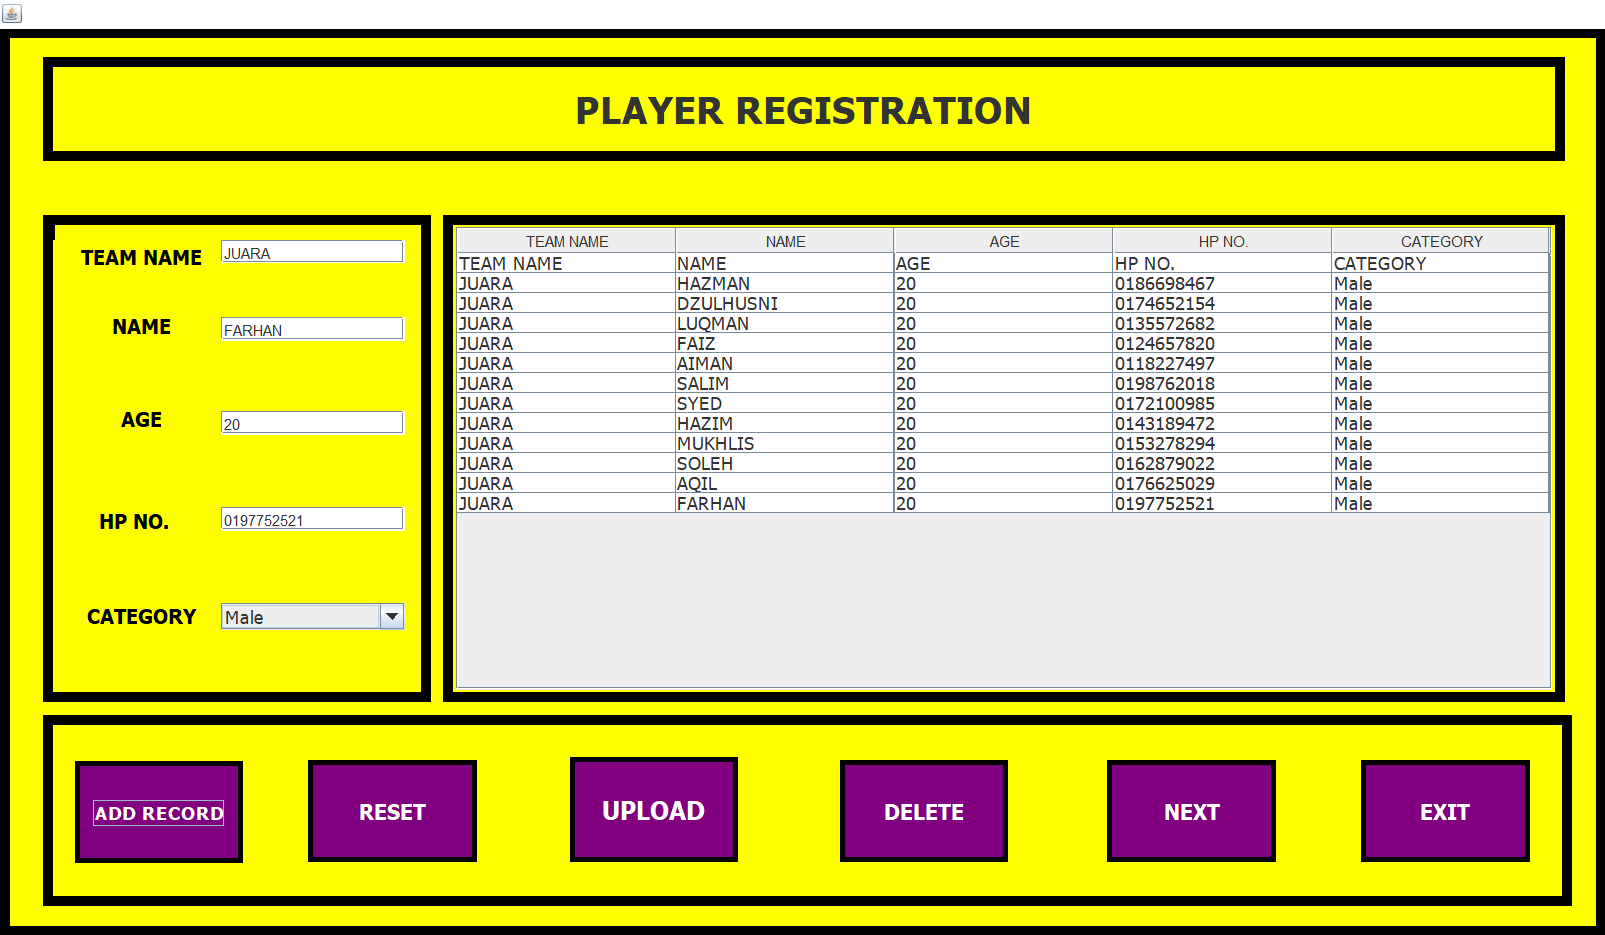 PLAYER REGISTRATION
TEAM NAME JUARA
NAME FARHAN
AGE 20
HP NO. 0197752521
CATEGORY Male
TEAM NAME NAME AGE HP NO. CATEGORY
TEAM NAME NAME AGE HP NO. CATEGORY
JUARA HAZMAN 20 0186698467 Male
JUARA DZULHUSNI 20 0174652154 Male
JUARA LUQMAN 20 0135572682 Male
JUARA FAIZ 20 0124657820 Male
JUARA AIMAN 20 0118227497 Male
JUARA SALIM 20 0198762018 Male
JUARA SYED 20 0172100985 Male
JUARA HAZIM 20 0143189472 Male
JUARA MUKHLIS 20 0153278294 Male
JUARA SOLEH 20 0162879022 Male
JUARA AQIL 20 0176625029 Male
JUARA FARHAN 20 0197752521 Male
ADD RECORD RESET UPLOAD DELETE NEXT EXIT